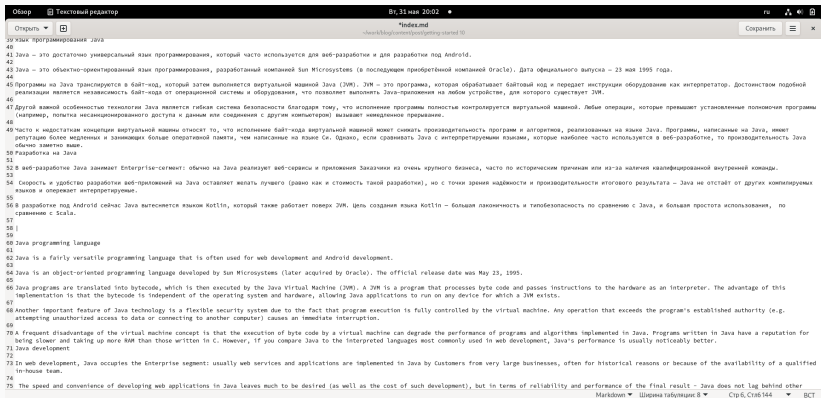 Обзор Текстовый редактор Вт, 31 мая 20:02 ru
Открыть *index.md Сохранить
~/work/blog/content/post/getting-started 10
39 Язык программирования Java
40
41 Java — это достаточно универсальный язык программирования, который часто используется для веб-разработки и для разработки под Android.
42
43 Java — это объектно-ориентированный язык программирования, разработанный компанией Sun Microsystems (в последующем приобретённой компанией Oracle). Дата официального выпуска — 23 мая 1995 года.
44
45 Программы на Java транслируются в байт-код, который затем выполняется виртуальной машиной Java (JVM). JVM — это программа, которая обрабатывает байтовый код и передает инструкции оборудованию как интерпретатор. Достоинством подобной
реализации является независимость байт-кода от операционной системы и оборудования, что позволяет выполнять Java-приложения на любом устройстве, для которого существует JVM.
46
47 Другой важной особенностью технологии Java является гибкая система безопасности благодаря тому, что исполнение программы полностью контролируется виртуальной машиной. Любые операции, которые превышают установленные полномочия программы
(например, попытка несанкционированного доступа к данным или соединения с другим компьютером) вызывают немедленное прерывание.
48
49 Часто к недостаткам концепции виртуальной машины относят то, что исполнение байт-кода виртуальной машиной может снижать производительность программ и алгоритмов, реализованных на языке Java. Программы, написанные на Java, имеют
репутацию более медленных и занимающих больше оперативной памяти, чем написанные на языке Си. Однако, если сравнивать Java с интерпретируемыми языками, которые наиболее часто используются в веб-разработке, то производительность Java
обычно заметно выше.
50 Разработка на Java
51
52 В веб-разработке Java занимает Enterprise-сегмент: обычно на Java реализуют веб-сервисы и приложения Заказчики из очень крупного бизнеса, часто по историческим причинам или из-за наличия квалифицированной внутренней команды.
53
54 Скорость и удобство разработки веб-приложений на Java оставляет желать лучшего (равно как и стоимость такой разработки), но с точки зрения надёжности и производительности итогового результата — Java не отстаёт от других компилируемых
языков и опережает интерпретируемые.
55
56 В разработке под Android сейчас Java вытесняется языком Kotlin, который также работает поверх JVM. Цель создания языка Kotlin — большая лаконичность и типобезопасность по сравнению с Java, и большая простота использования, по
сравнению с Scala.
57
58
59
60 Java programming language
61
62 Java is a fairly versatile programming language that is often used for web development and Android development.
63
64 Java is an object-oriented programming language developed by Sun Microsystems (later acquired by Oracle). The official release date was May 23, 1995.
65
66 Java programs are translated into bytecode, which is then executed by the Java Virtual Machine (JVM). A JVM is a program that processes byte code and passes instructions to the hardware as an interpreter. The advantage of this
implementation is that the bytecode is independent of the operating system and hardware, allowing Java applications to run on any device for which a JVM exists.
67
68 Another important feature of Java technology is a flexible security system due to the fact that program execution is fully controlled by the virtual machine. Any operation that exceeds the program's established authority (e.g.
attempting unauthorized access to data or connecting to another computer) causes an immediate interruption.
69
70 A frequent disadvantage of the virtual machine concept is that the execution of byte code by a virtual machine can degrade the performance of programs and algorithms implemented in Java. Programs written in Java have a reputation for
being slower and taking up more RAM than those written in C. However, if you compare Java to the interpreted languages most commonly used in web development, Java's performance is usually noticeably better.
71 Java development
72
73 In web development, Java occupies the Enterprise segment: usually web services and applications are implemented in Java by Customers from very large businesses, often for historical reasons or because of the availability of a qualified
in-house team.
74
75 The speed and convenience of developing web applications in Java leaves much to be desired (as well as the cost of such development), but in terms of reliability and performance of the final result - Java does not lag behind other
Markdown Ширина табуляции: 8 Стр 6, Стлб 144 ВСТ